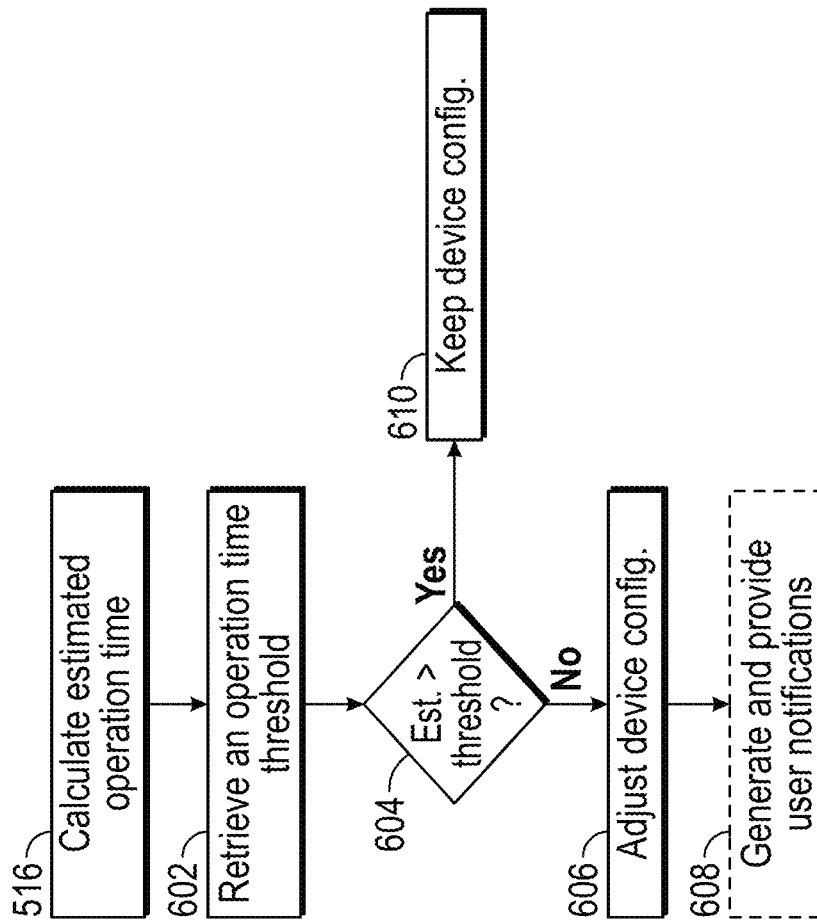 516
Calculate estimated
operation time
602
Retrieve an operation time
threshold
604
Est. >
threshold
?
Yes
610
Keep device config.
No
606
Adjust device config.
608
Generate and provide
user notifications